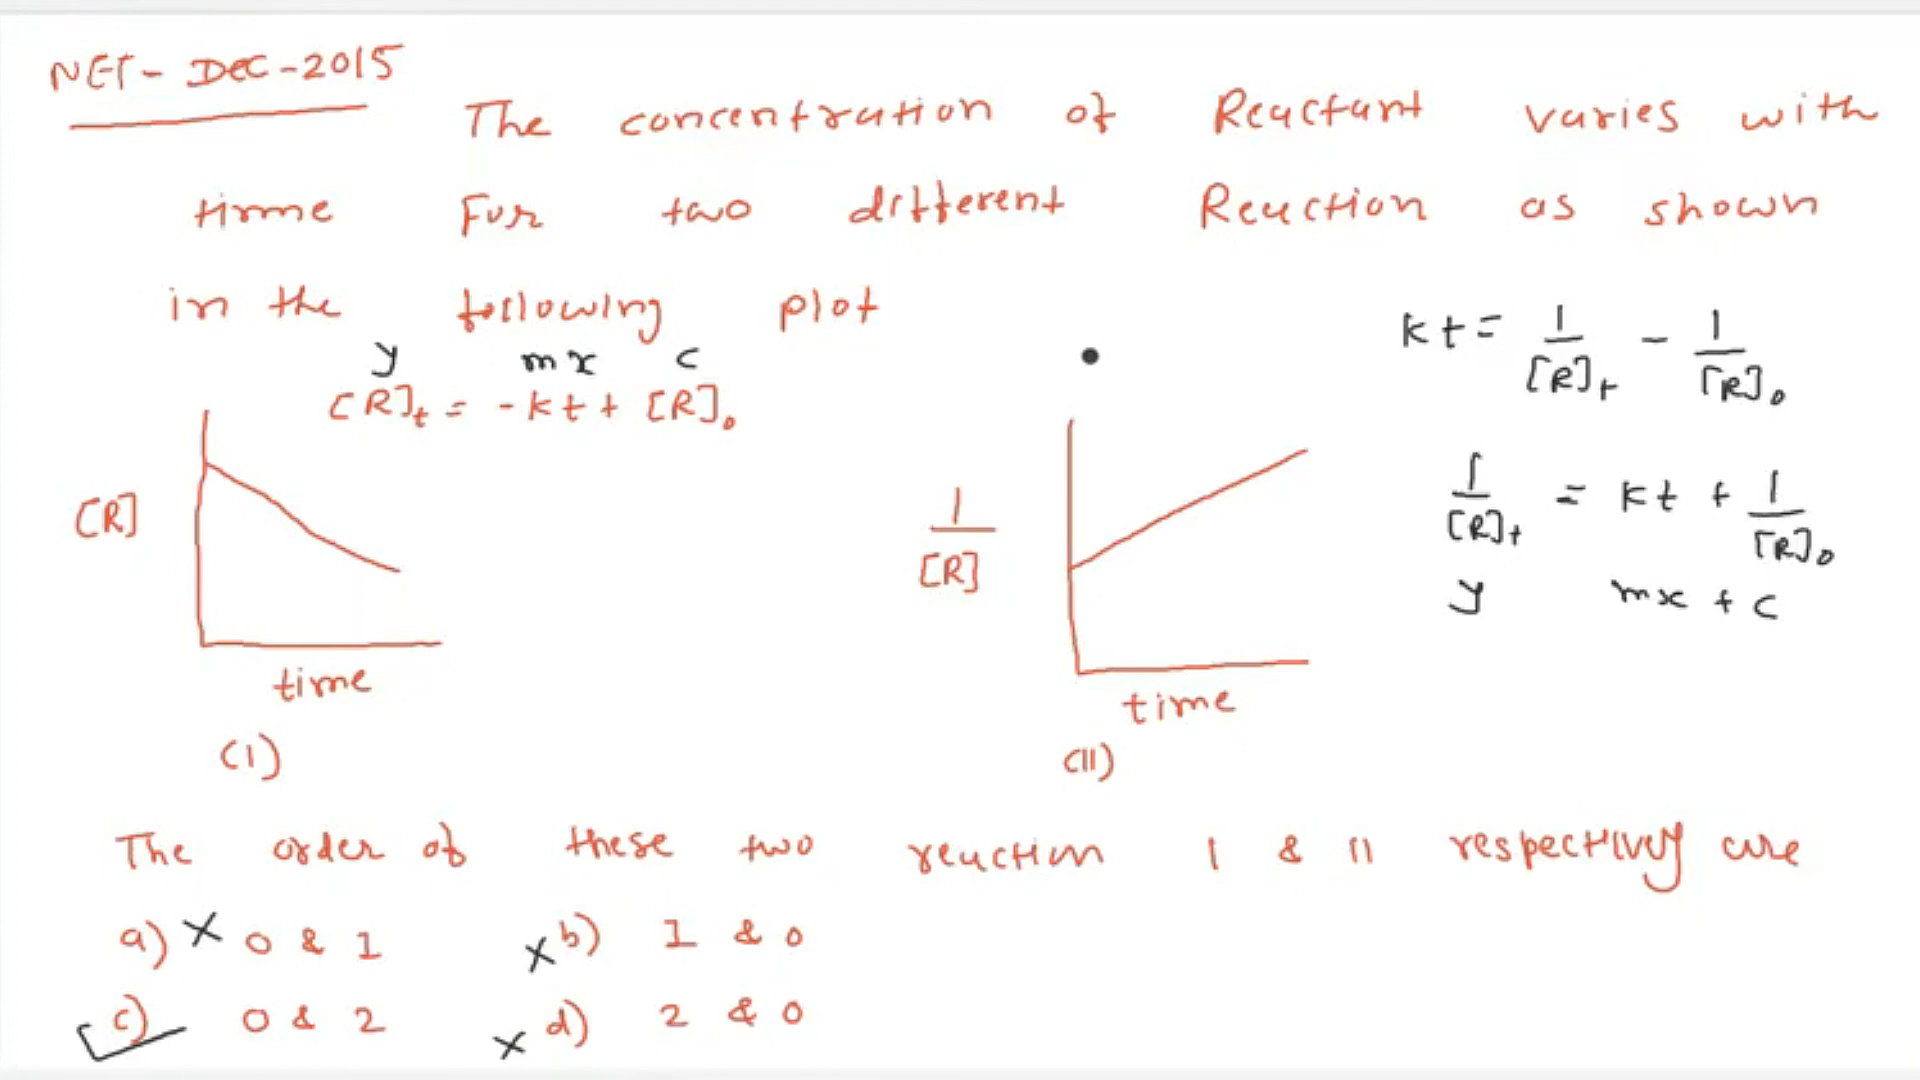 NET - Dec - 2015
The concentration of Reactant varies with
time For two different Reaction as shown
in the following plot
y mx c
[R]t = -kt + [R]₀
[R]
time
(I)
1/[R]
time
(II)
kt = 1/[R]t - 1/[R]₀
1/[R]t = kt + 1/[R]₀
y mx + c
The order of these two reaction I & II respectively are
a) × 0 & 1
× b) 1 & 0
c) 0 & 2
× d) 2 & 0